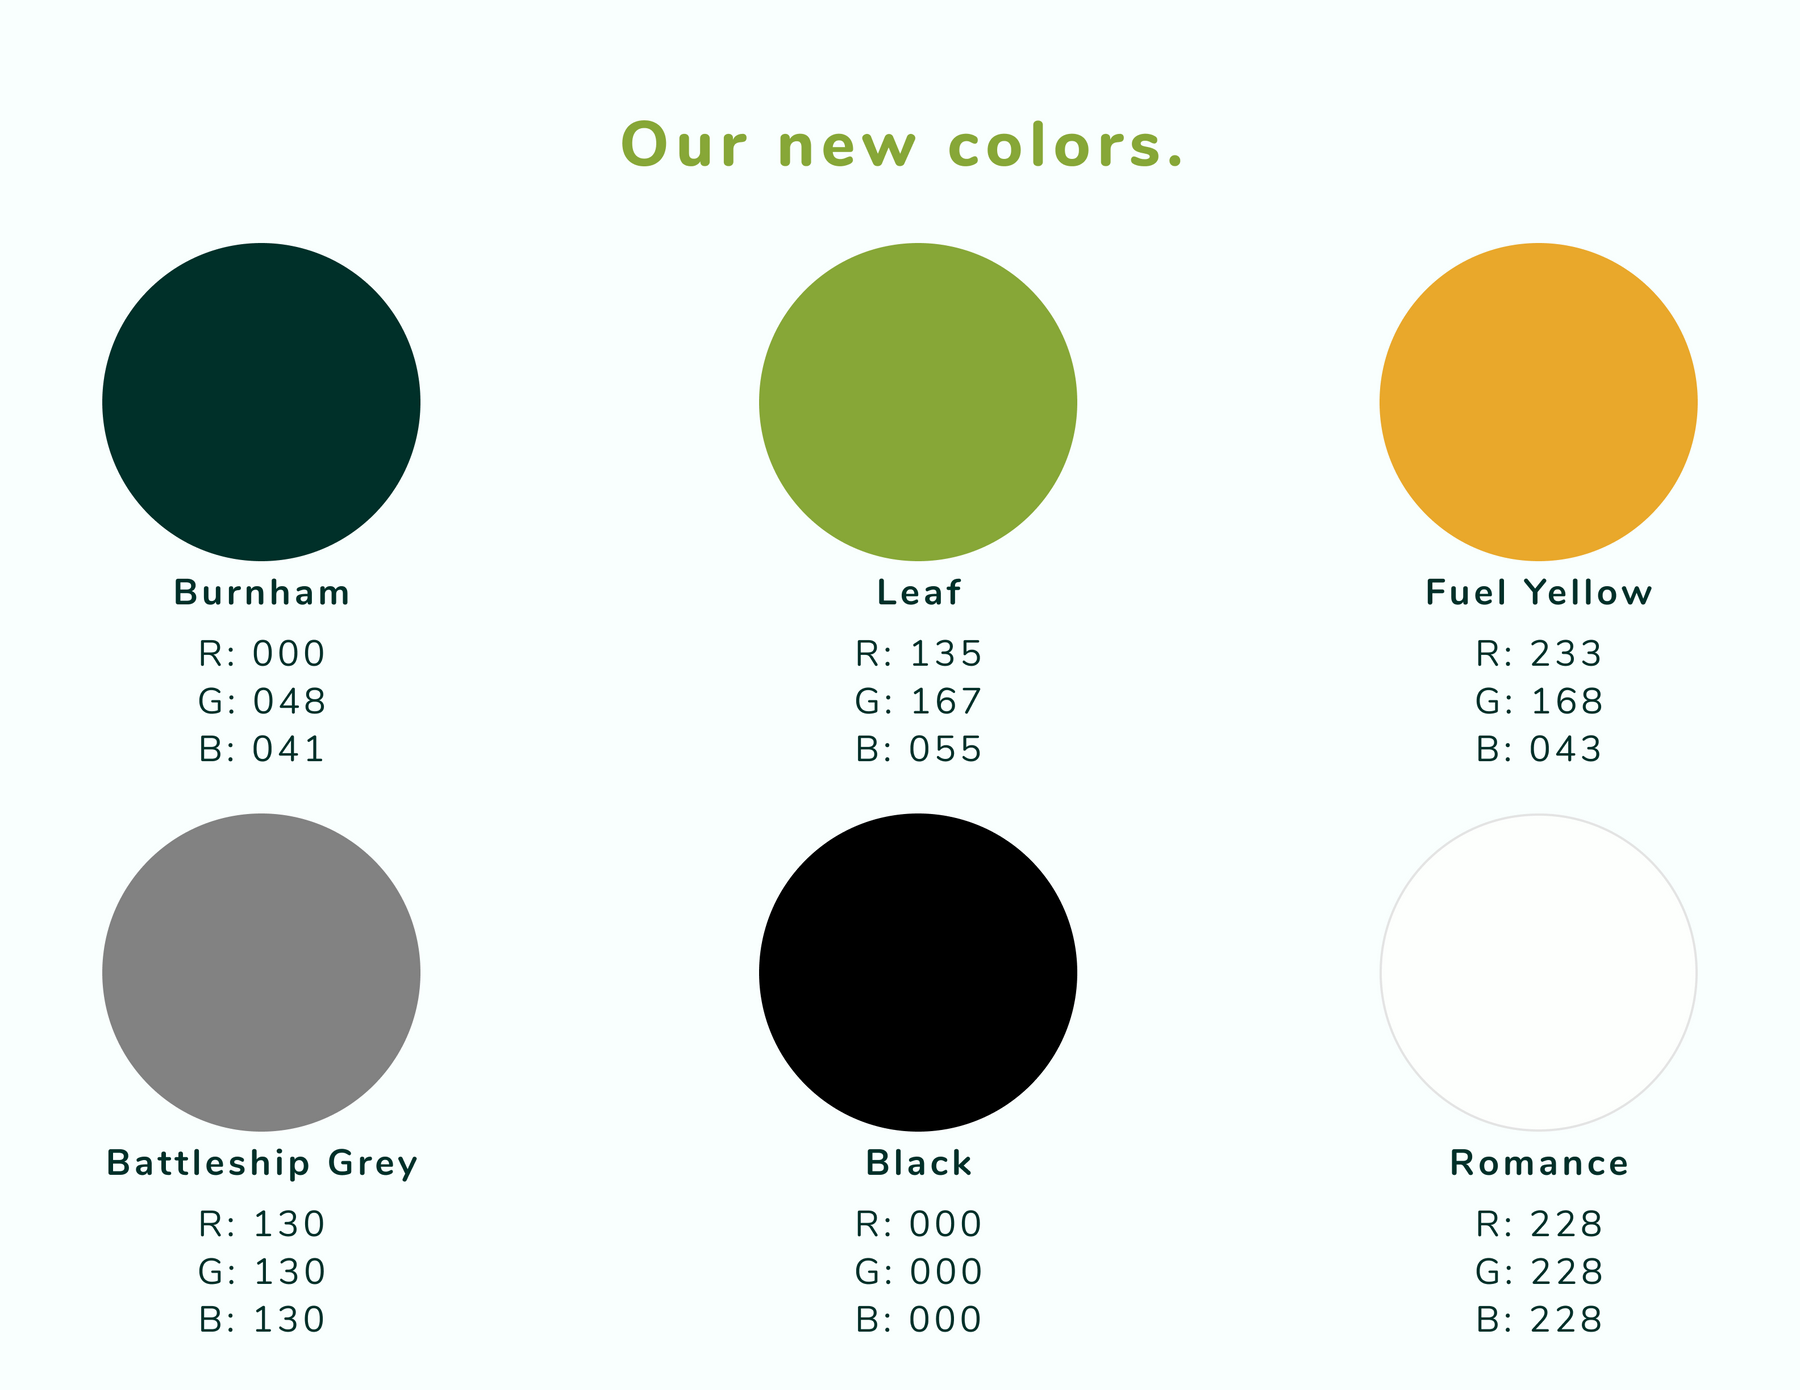 Our new colors.
Burnham
R: 000
G: 048
B: 041
Leaf
R: 135
G: 167
B: 055
Fuel Yellow
R: 233
G: 168
B: 043
Battleship Grey
R: 130
G: 130
B: 130
Black
R: 000
G: 000
B: 000
Romance
R: 228
G: 228
B: 228